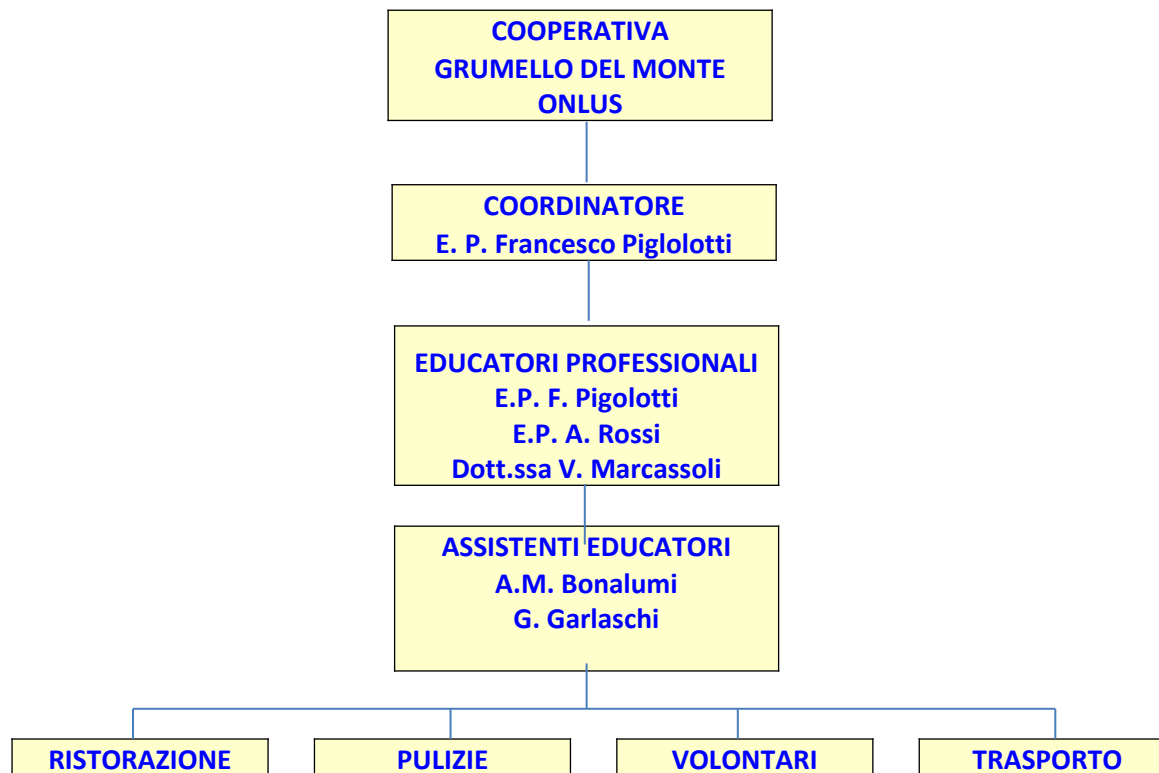 COOPERATIVA
GRUMELLO DEL MONTE
ONLUS
COORDINATORE
E. P. Francesco Piglolotti
EDUCATORI PROFESSIONALI
E.P. F. Pigolotti
E.P. A. Rossi
Dott.ssa V. Marcassoli
ASSISTENTI EDUCATORI
A.M. Bonalumi
G. Garlaschi
RISTORAZIONE
PULIZIE
VOLONTARI
TRASPORTO